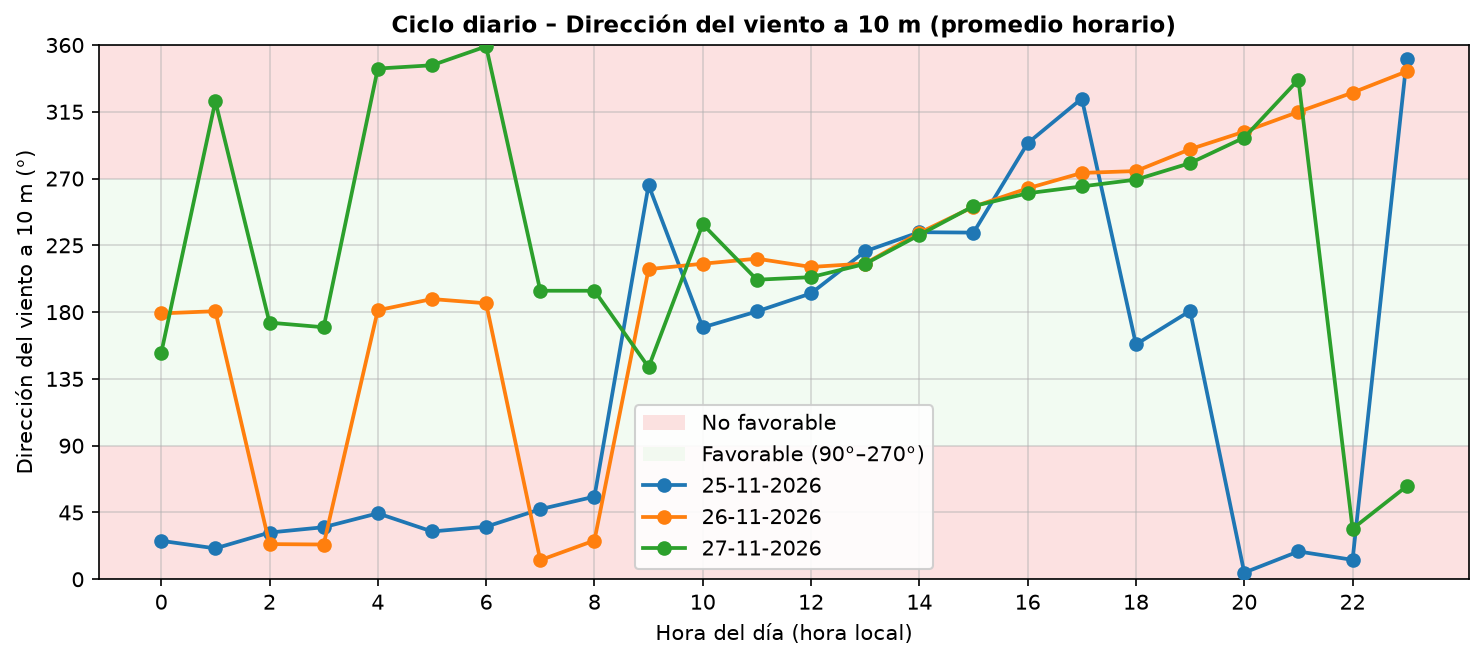 Ciclo diario – Dirección del viento a 10 m (promedio horario)
Dirección del viento a 10 m (°)
360
315
270
225
180
135
90
45
0
No favorable
Favorable (90°–270°)
25-11-2026
26-11-2026
27-11-2026
0 2 4 6 8 10 12 14 16 18 20 22
Hora del día (hora local)